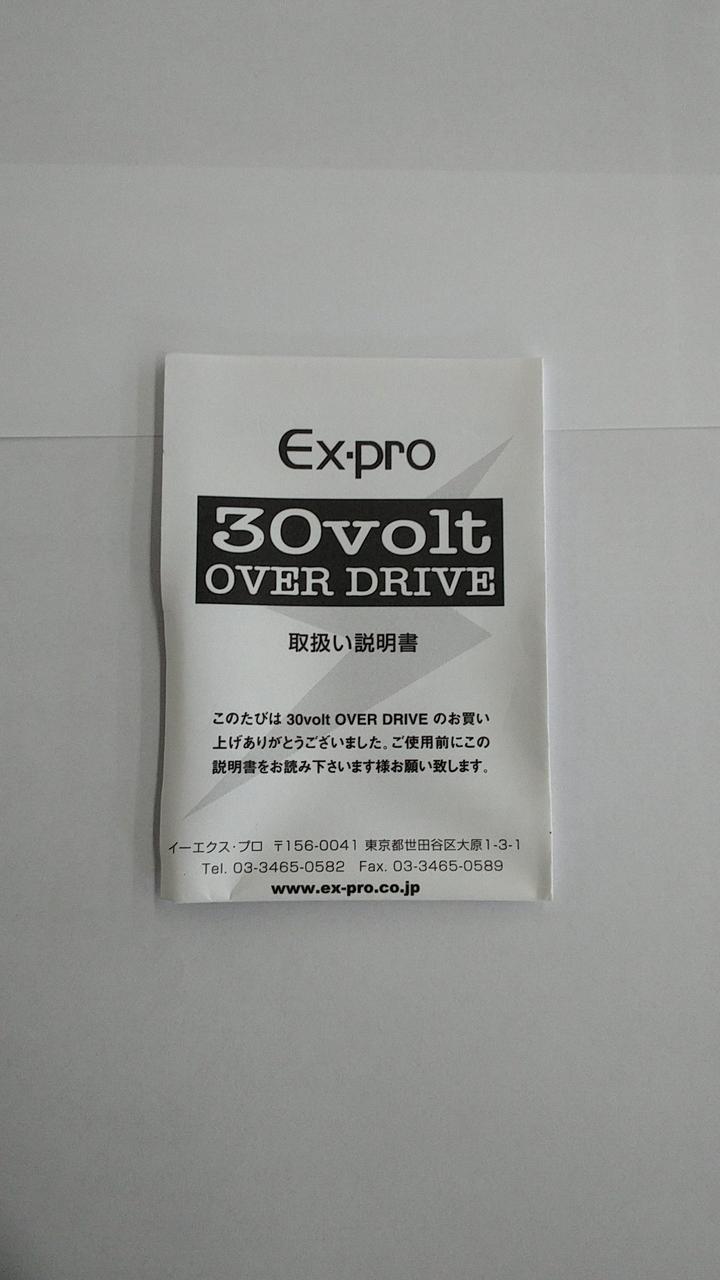 Ex·pro
30volt
OVER DRIVE
取扱い説明書
このたびは 30volt OVER DRIVE のお買い
上げありがとうございました。ご使用前にこの
説明書をお読み下さいます様お願い致します。
イーエクス・プロ 〒156-0041 東京都世田谷区大原1-3-1
Tel. 03-3465-0582 Fax. 03-3465-0589
www.ex-pro.co.jp